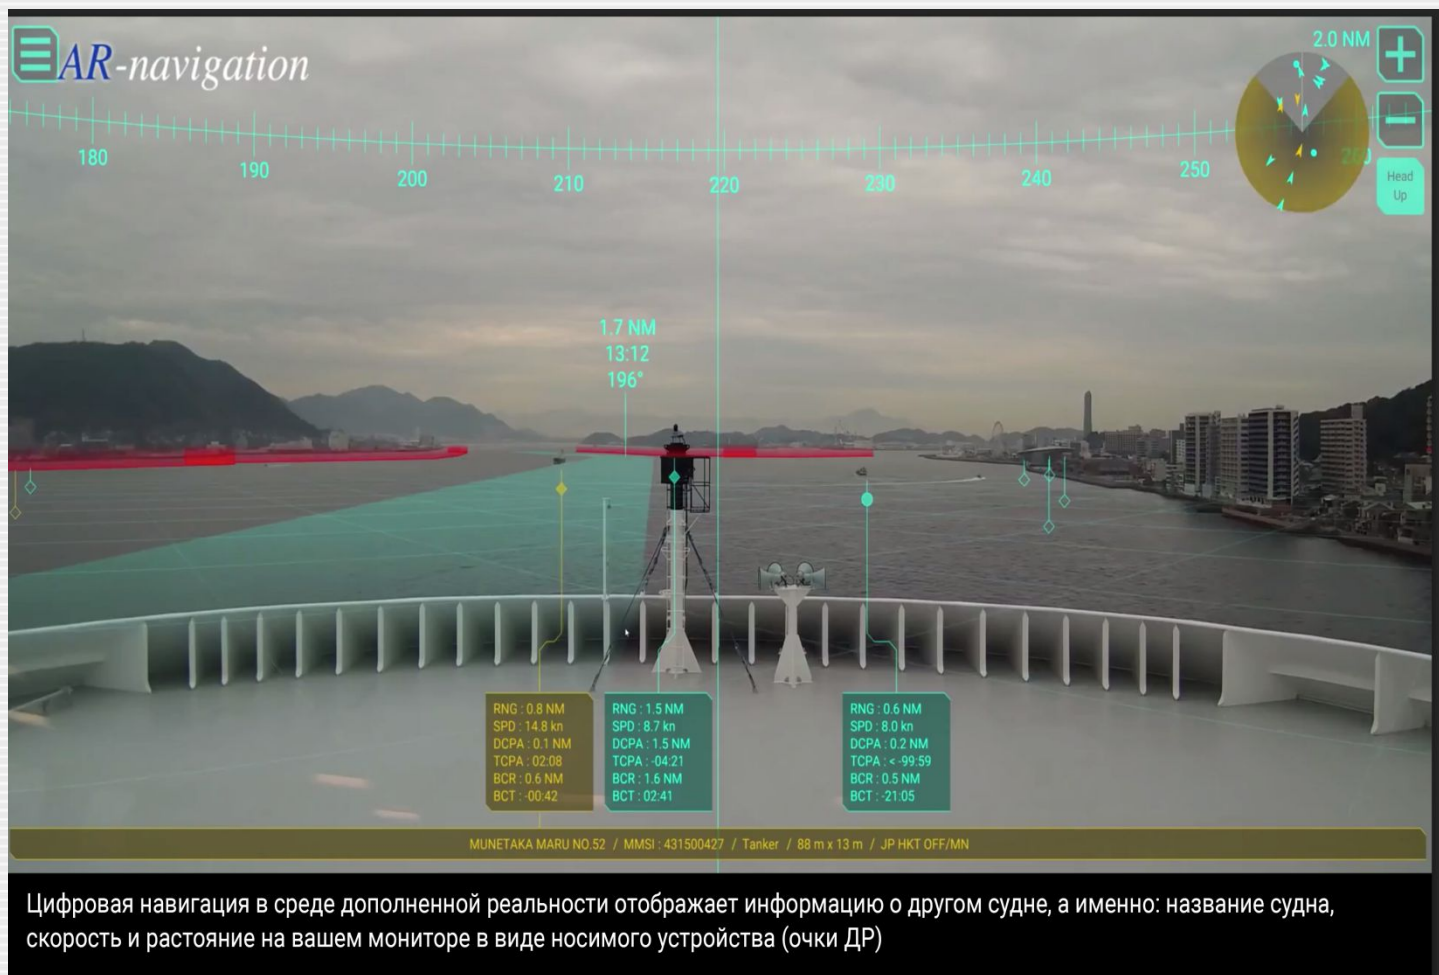 AR-navigation
2.0 NM
180
190
200
210
220
230
240
250
260
Head
Up
1.7 NM
13:12
196°
RNG : 0.8 NM
SPD : 14.8 kn
DCPA : 0.1 NM
TCPA : 02:08
BCR : 0.6 NM
BCT : -00:42
RNG : 1.5 NM
SPD : 8.7 kn
DCPA : 1.5 NM
TCPA : -04:21
BCR : 1.6 NM
BCT : 02:41
RNG : 0.6 NM
SPD : 8.0 kn
DCPA : 0.2 NM
TCPA : < -99:59
BCR : 0.5 NM
BCT : -21:05
MUNETAKA MARU NO.52 / MMSI : 431500427 / Tanker / 88 m x 13 m / JP HKT OFF/MN
Цифровая навигация в среде дополненной реальности отображает информацию о другом судне, а именно: название судна,
скорость и растояние на вашем мониторе в виде носимого устройства (очки ДР)